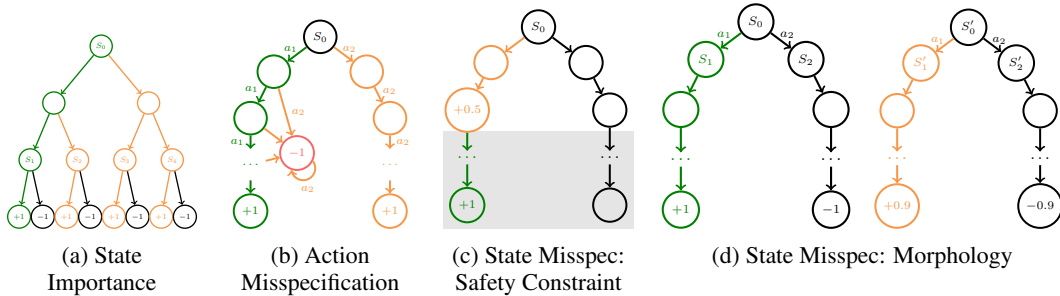 S₀
S₁ S₂ S₃ S₄
+1 −1 +1 −1 +1 −1 +1 −1
(a) State
Importance
S₀
a₁ a₂
a₁ a₂ a₂
a₁ −1 a₂
... a₂ ...
+1 +1
(b) Action
Misspecification
S₀
+0.5
... ...
+1
(c) State Misspec:
Safety Constraint
S₀ S′₀
a₁ a₂ a₁ a₂
S₁ S₂ S′₁ S′₂
... ... ... ...
+1 −1 +0.9 −0.9
(d) State Misspec: Morphology